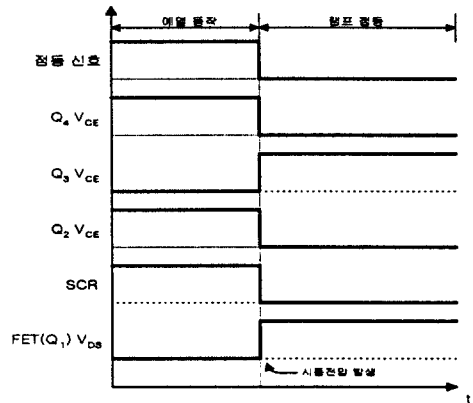 예열 동작 램프 점등
점등 신호
Q4 VCE
Q3 VCE
Q2 VCE
SCR
FET(Q1) VDS
시동전압 발생
t